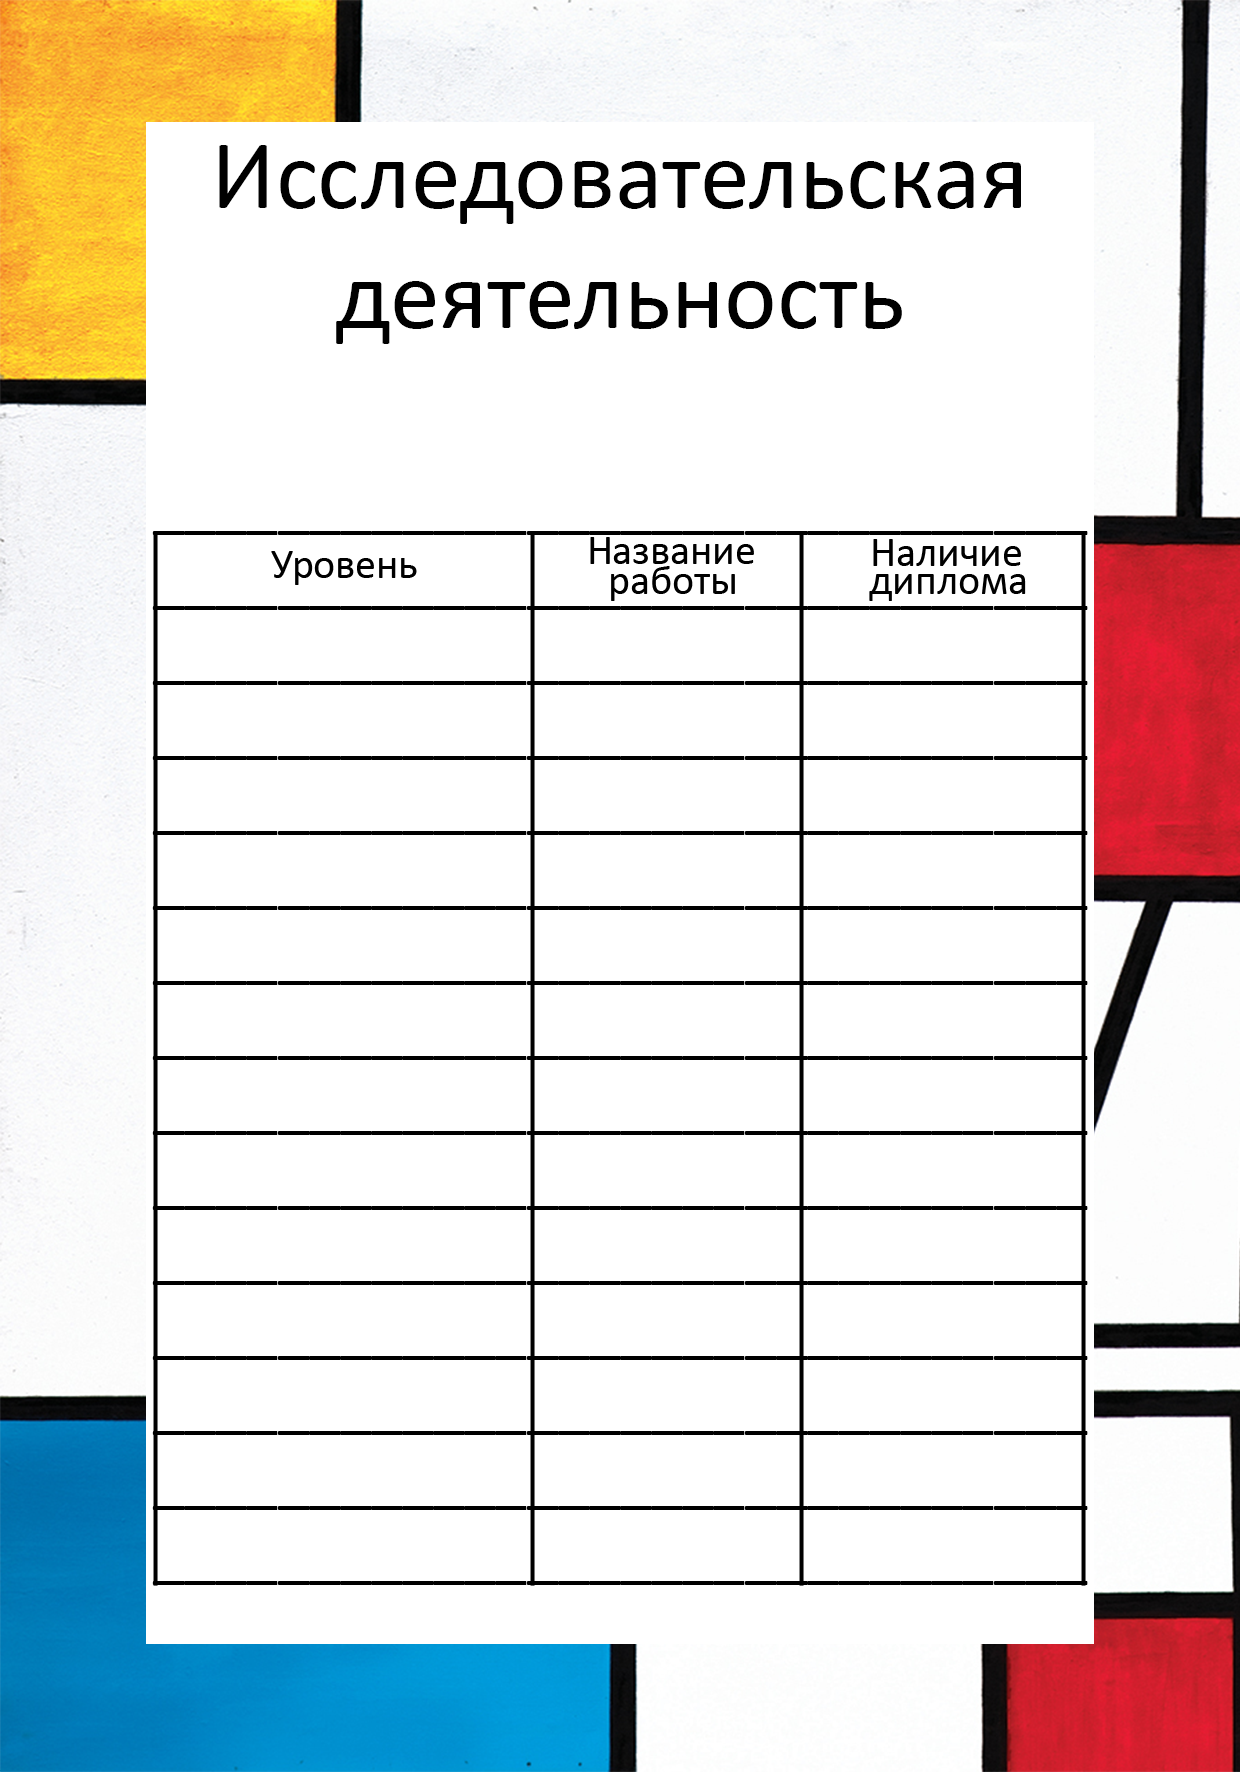 Исследовательская
деятельность
Уровень
Название
работы
Наличие
диплома